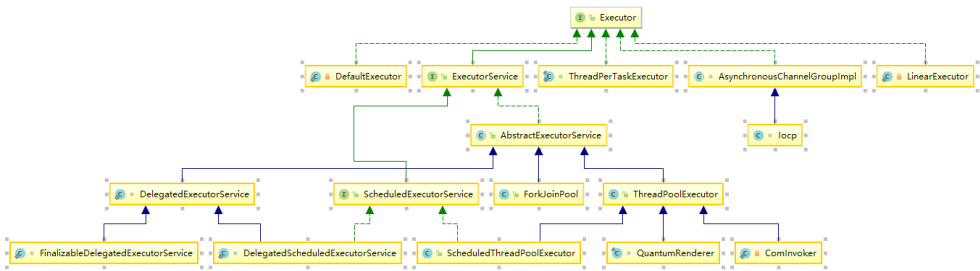 Executor
DefaultExecutor
ExecutorService
ThreadPerTaskExecutor
AsynchronousChannelGroupImpl
LinearExecutor
AbstractExecutorService
Iocp
DelegatedExecutorService
ScheduledExecutorService
ForkJoinPool
ThreadPoolExecutor
FinalizableDelegatedExecutorService
DelegatedScheduledExecutorService
ScheduledThreadPoolExecutor
QuantumRenderer
ComInvoker